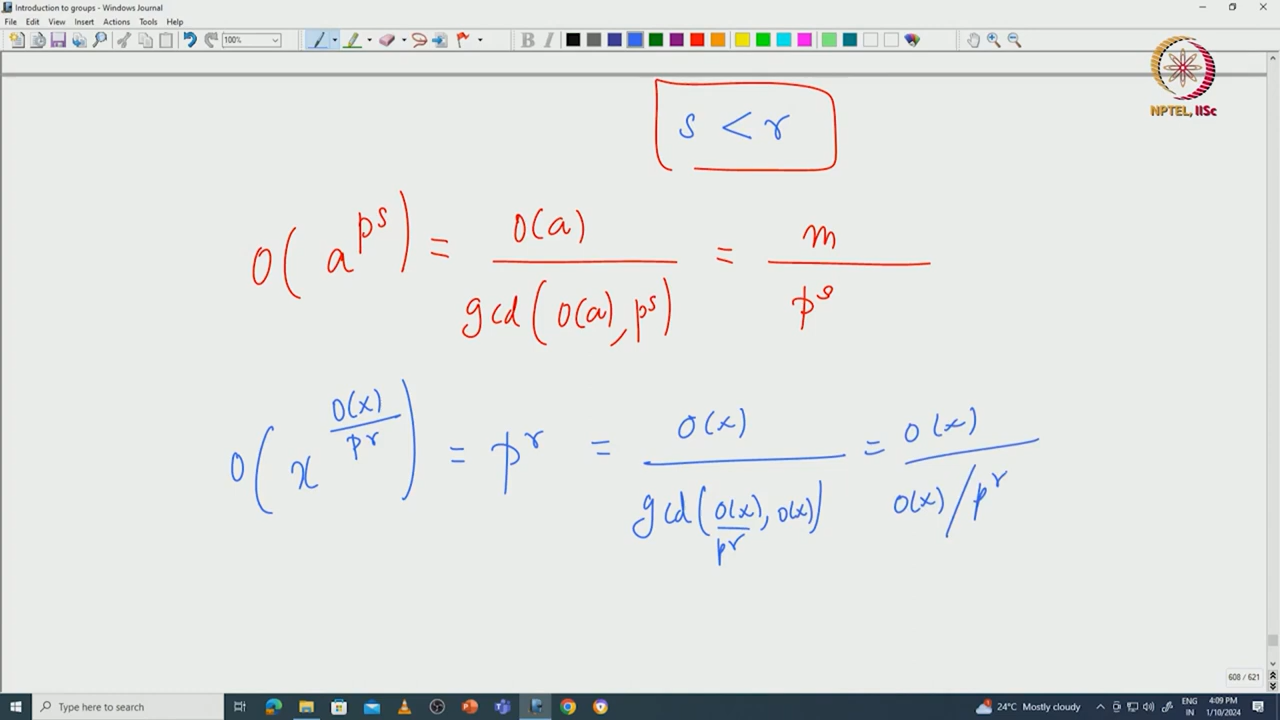 Introduction to groups - Windows Journal
File Edit View Insert Actions Tools Help
100%
B I
NPTEL, IISc
s < r
O(a^{p^s}) = O(a) / gcd(O(a), p^s) = m / p^s
O(x^{O(x)/p^r}) = p^r = O(x) / gcd(O(x)/p^r, O(x)) = O(x) / O(x)/p^r
608 / 621
Type here to search
24°C Mostly cloudy
ENG
IN
4:09 PM
1/10/2024